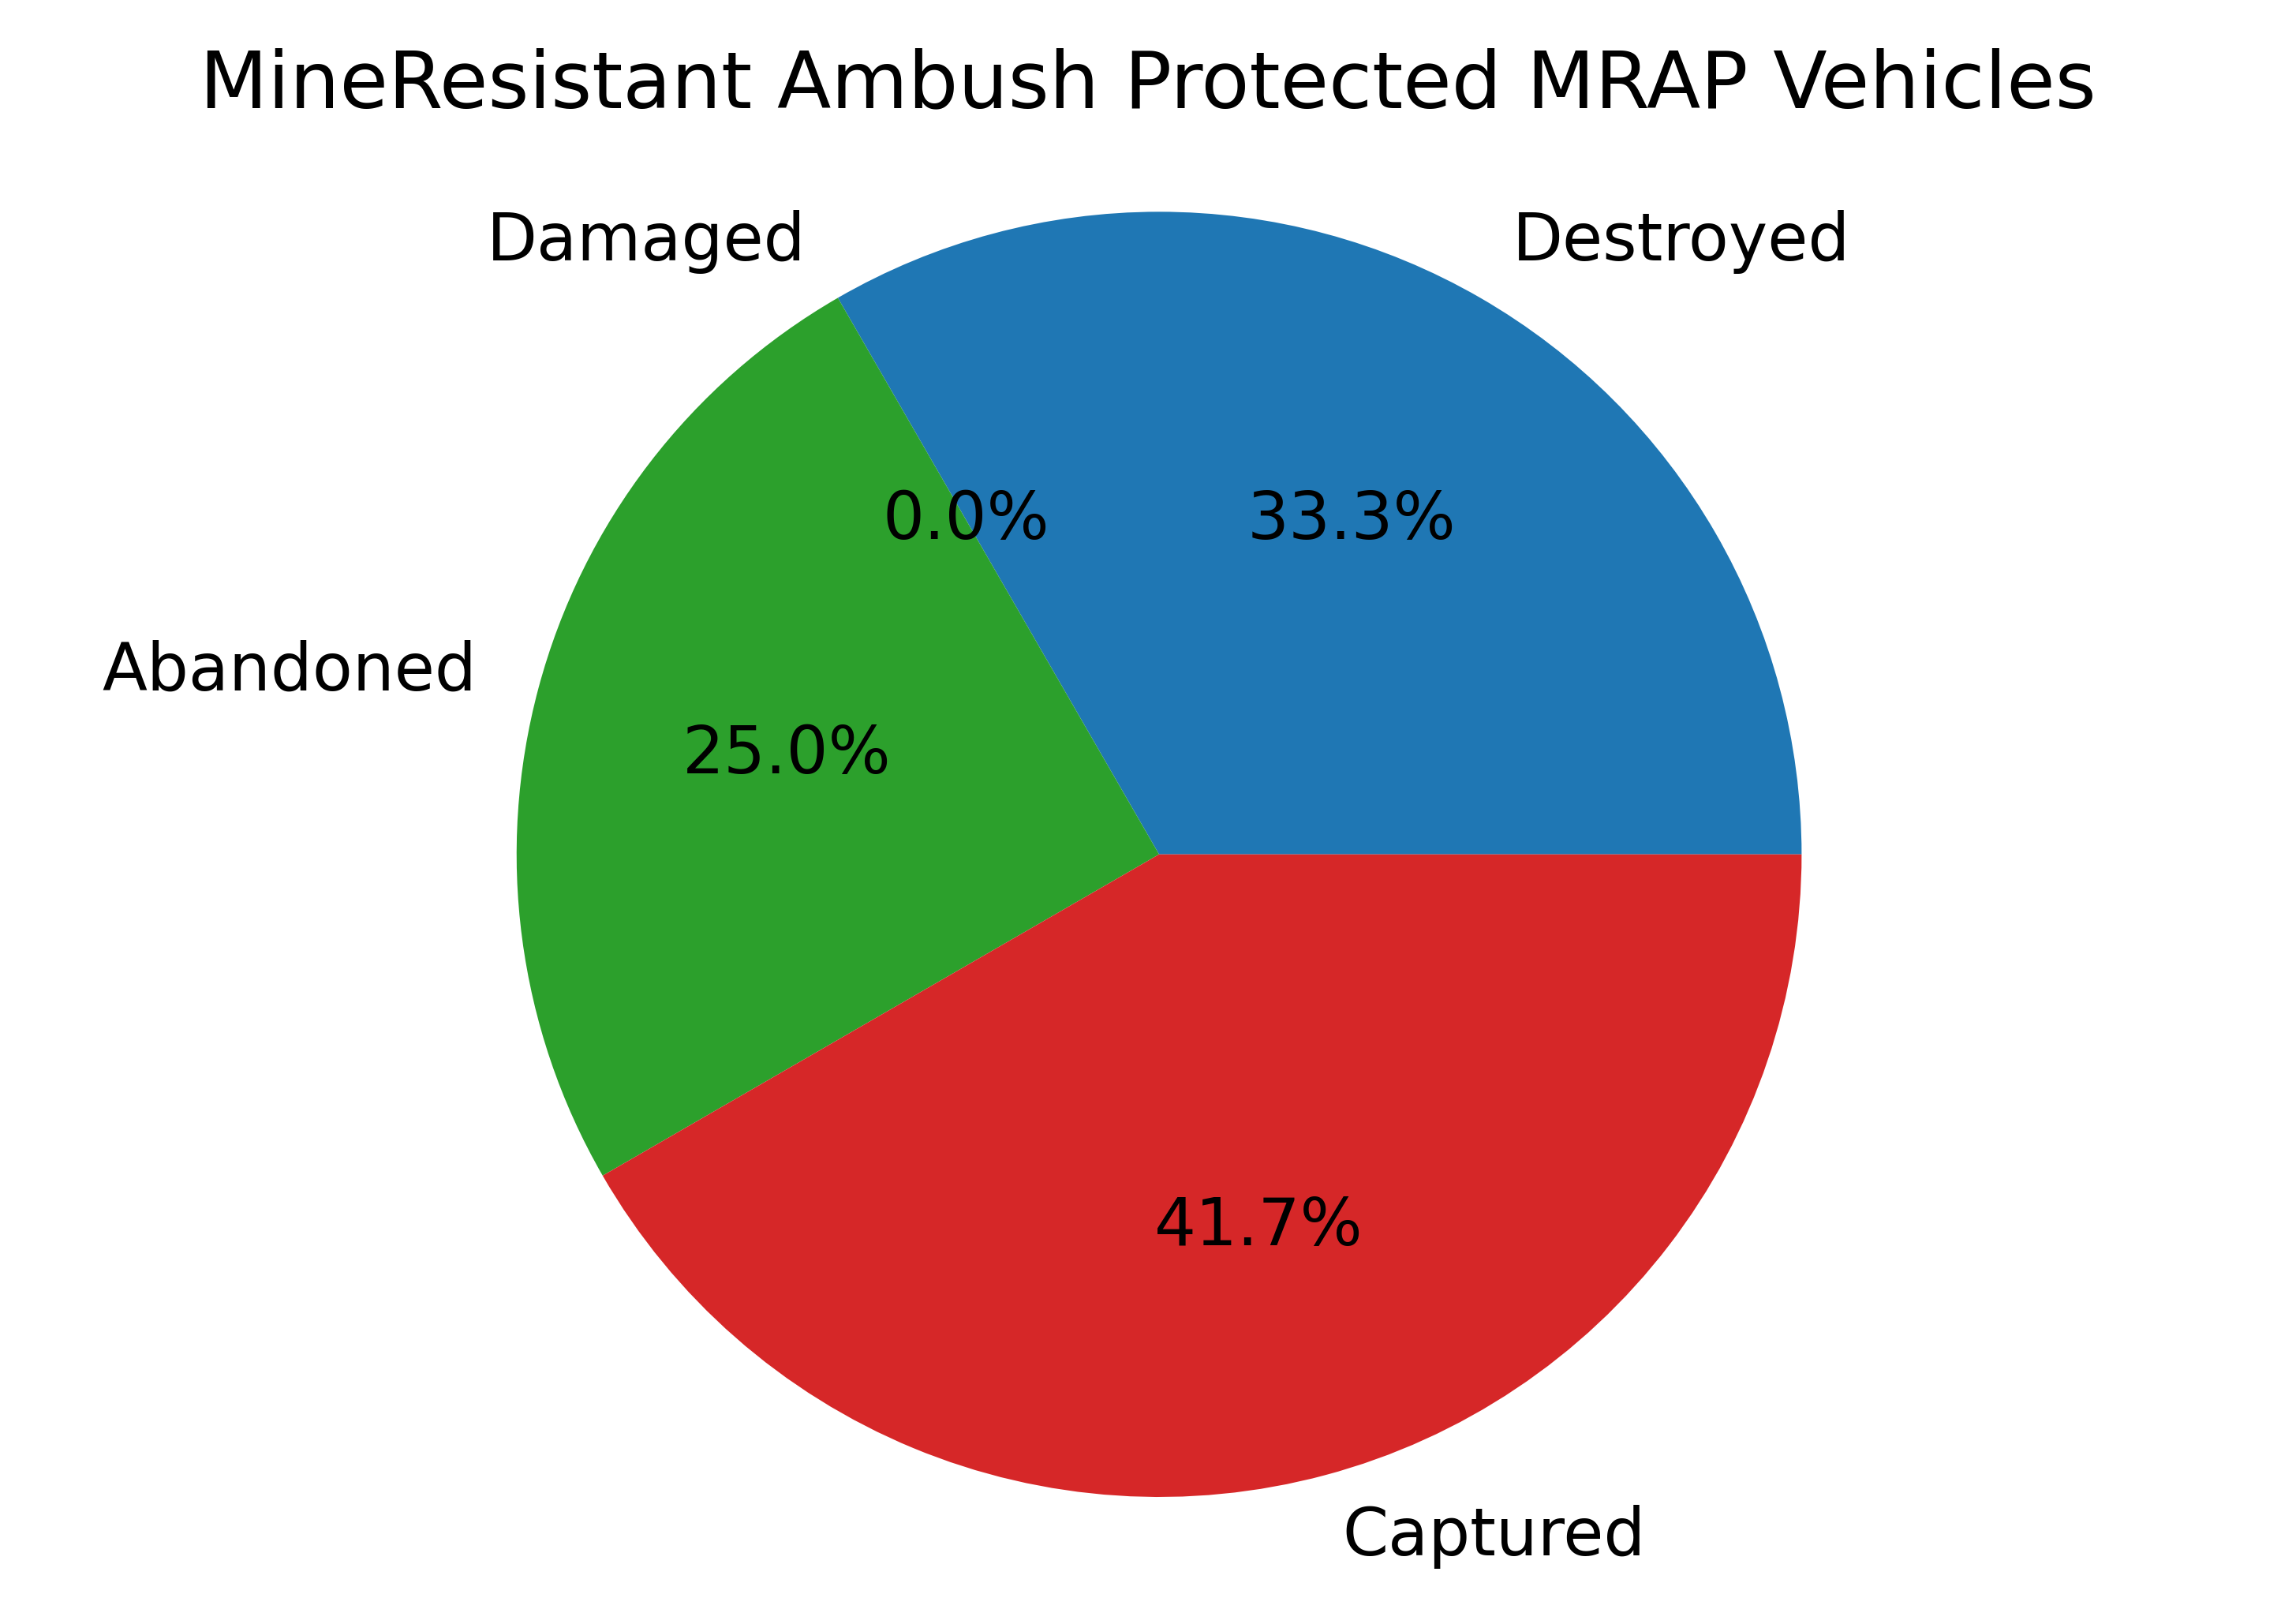 MineResistant Ambush Protected MRAP Vehicles
Damaged
Destroyed
0.0%
33.3%
Abandoned
25.0%
41.7%
Captured